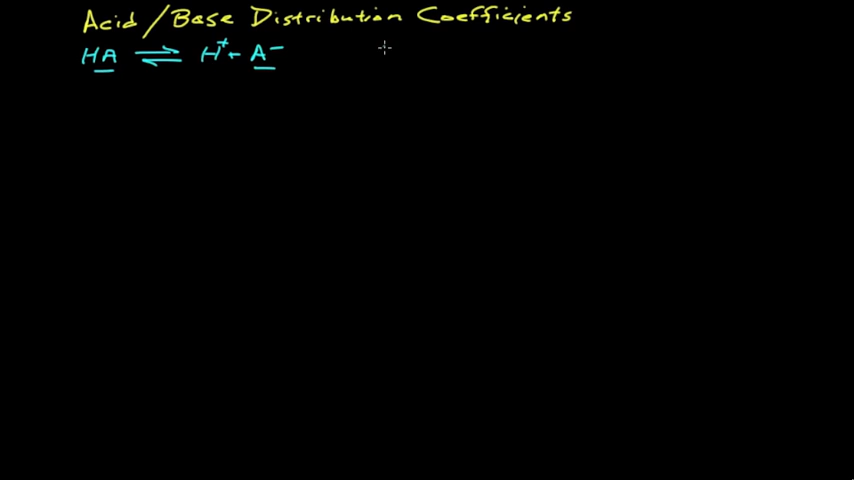 Acid/Base Distribution Coefficients
HA ⇌ H⁺ + A⁻